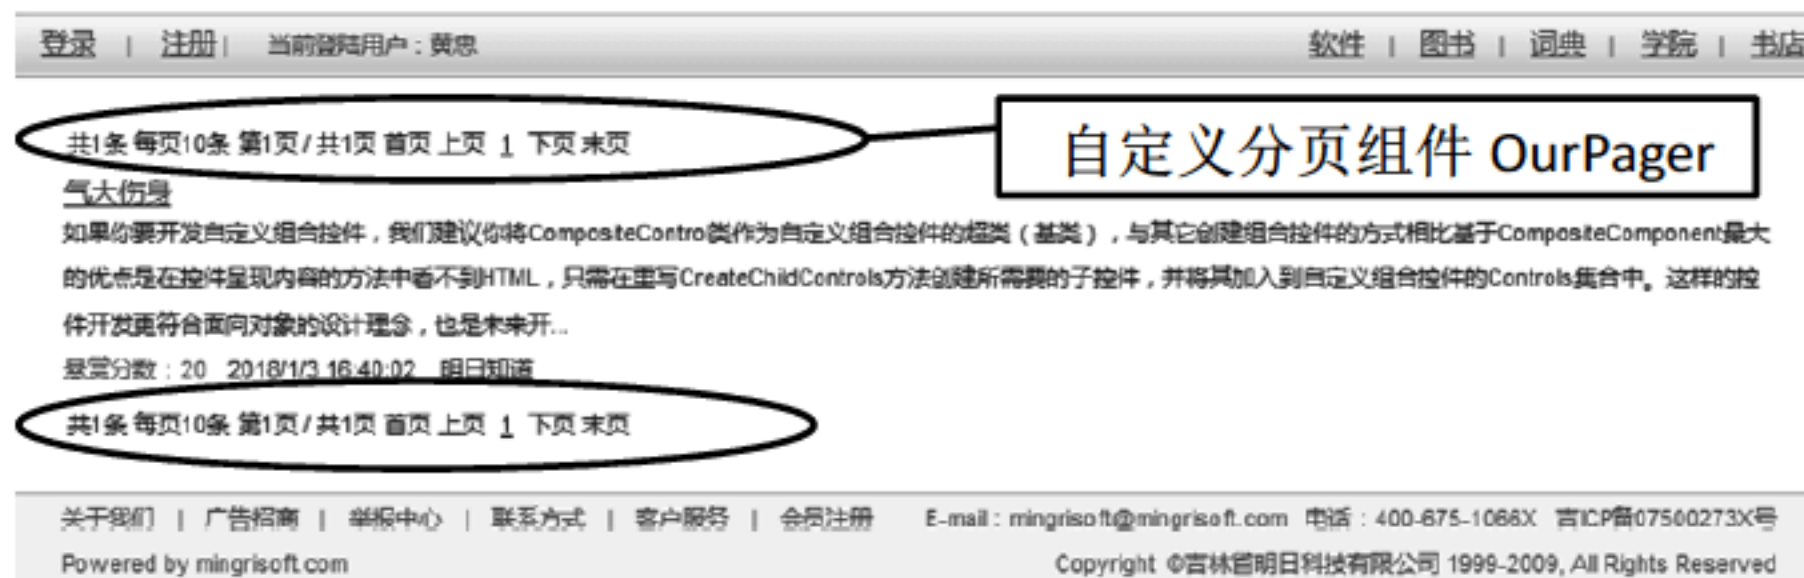 登录 | 注册| 当前登陆用户：黄忠
软件 | 图书 | 词典 | 学院 | 书店
共1条 每页10条 第1页 / 共1页 首页 上页 1 下页 末页
自定义分页组件 OurPager
气大伤身
如果你要开发自定义组合控件，我们建议你将CompositeContro类作为自定义组合控件的超类（基类），与其它创建组合控件的方式相比基于CompositeComponent最大
的优点是在控件呈现内容的方法中看不到HTML，只需在重写CreateChildControls方法创建所需要的子控件，并将其加入到自定义组合控件的Controls集合中。这样的控
件开发更符合面向对象的设计理念，也是未来开...
悬赏分数：20 2018/1/3 16:40:02 明日知道
共1条 每页10条 第1页 / 共1页 首页 上页 1 下页 末页
关于我们 | 广告招商 | 举报中心 | 联系方式 | 客户服务 | 会员注册 E-mail：mingrisoft@mingrisoft.com 电话：400-675-1066X 吉ICP备07500273X号
Powered by mingrisoft.com
Copyright ©吉林省明日科技有限公司 1999-2009, All Rights Reserved